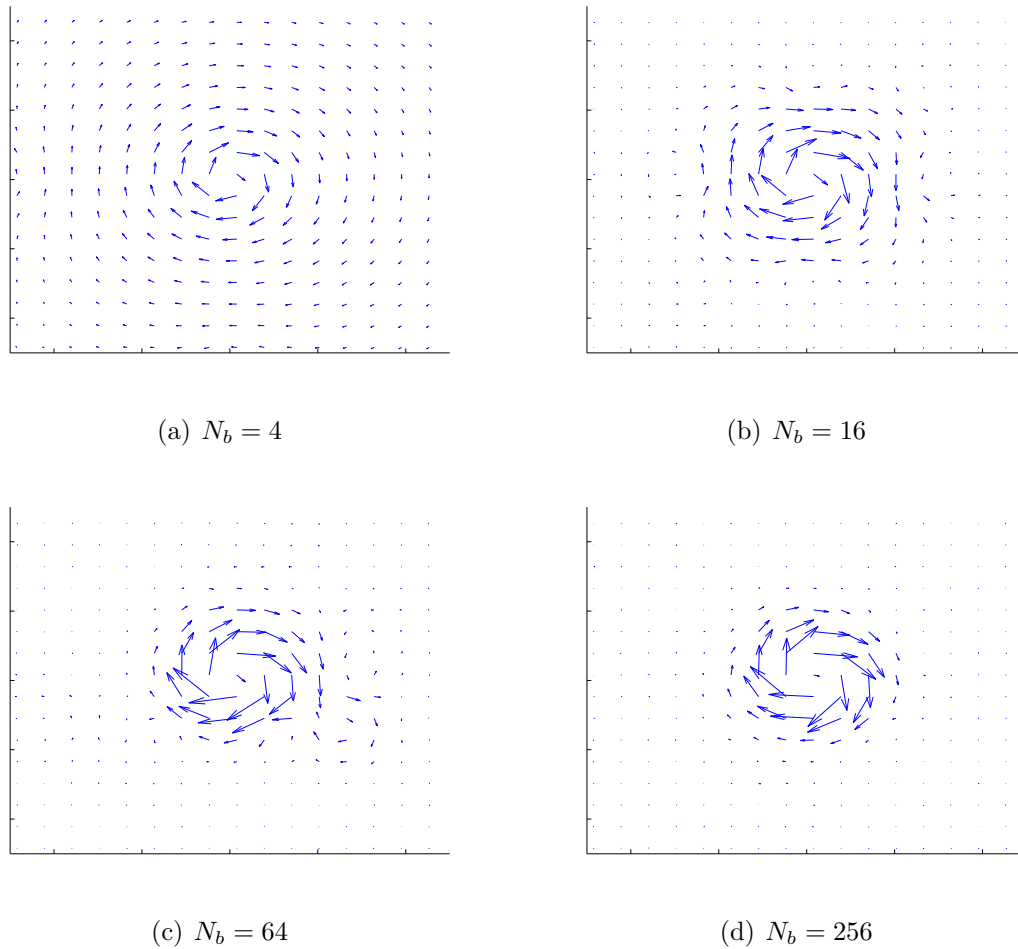 (a) $N_b = 4$
(b) $N_b = 16$
(c) $N_b = 64$
(d) $N_b = 256$